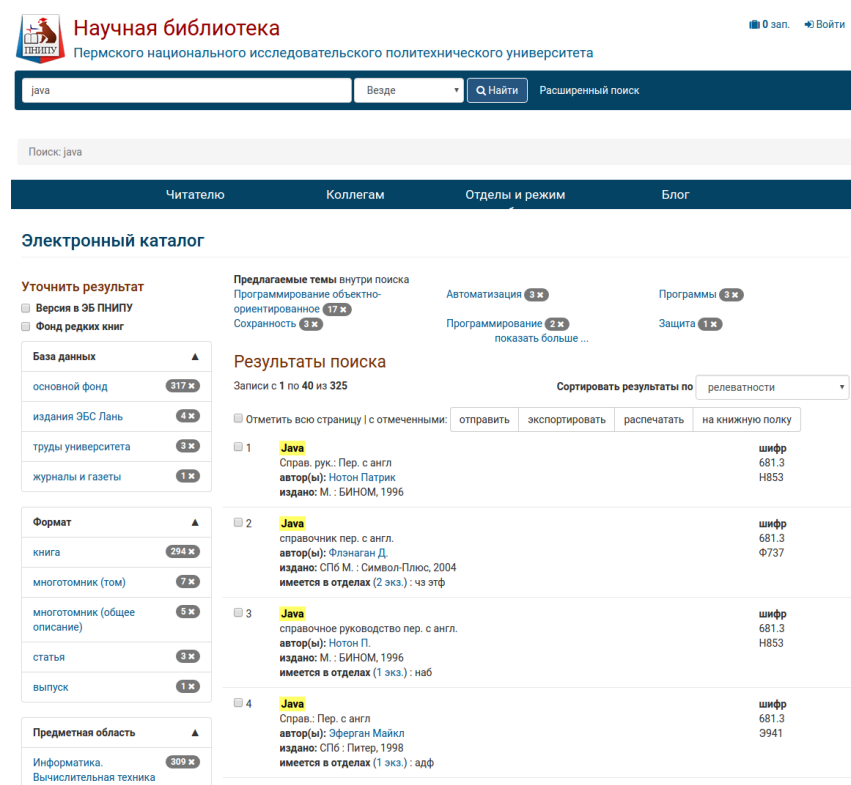 ПНИПУ
Научная библиотека
Пермского национального исследовательского политехнического университета
0 зап. Войти
java
Везде
Найти
Расширенный поиск
Поиск: java
Читателю
Коллегам
Отделы и режим
Блог
Электронный каталог
Уточнить результат
Версия в ЭБ ПНИПУ
Фонд редких книг
База данных ▲
основной фонд 317 ×
издания ЭБС Лань 4 ×
труды университета 3 ×
журналы и газеты 1 ×
Формат ▲
книга 294 ×
многотомник (том) 7 ×
многотомник (общее 5 ×
описание)
статья 3 ×
выпуск 1 ×
Предметная область ▲
Информатика. 309 ×
Вычислительная техника
Предлагаемые темы внутри поиска
Программирование объектно-
ориентированное 17 ×
Автоматизация 3 ×
Программы 3 ×
Сохранность 3 ×
Программирование 2 ×
Защита 1 ×
показать больше ...
Результаты поиска
Записи с 1 по 40 из 325
Сортировать результаты по релеватности
Отметить всю страницу | с отмеченными: отправить экспортировать распечатать на книжную полку
1 Java шифр
Справ. рук.: Пер. с англ 681.3
автор(ы): Нотон Патрик Н853
издано: М. : БИНОМ, 1996
2 Java шифр
справочник пер. с англ. 681.3
автор(ы): Флэнаган Д. Ф737
издано: СПб М. : Символ-Плюс, 2004
имеется в отделах (2 экз.) : чз этф
3 Java шифр
справочное руководство пер. с англ. 681.3
автор(ы): Нотон П. Н853
издано: М. : БИНОМ, 1996
имеется в отделах (1 экз.) : наб
4 Java шифр
Справ.: Пер. с англ 681.3
автор(ы): Эферган Майкл Э941
издано: СПб : Питер, 1998
имеется в отделах (1 экз.) : адф